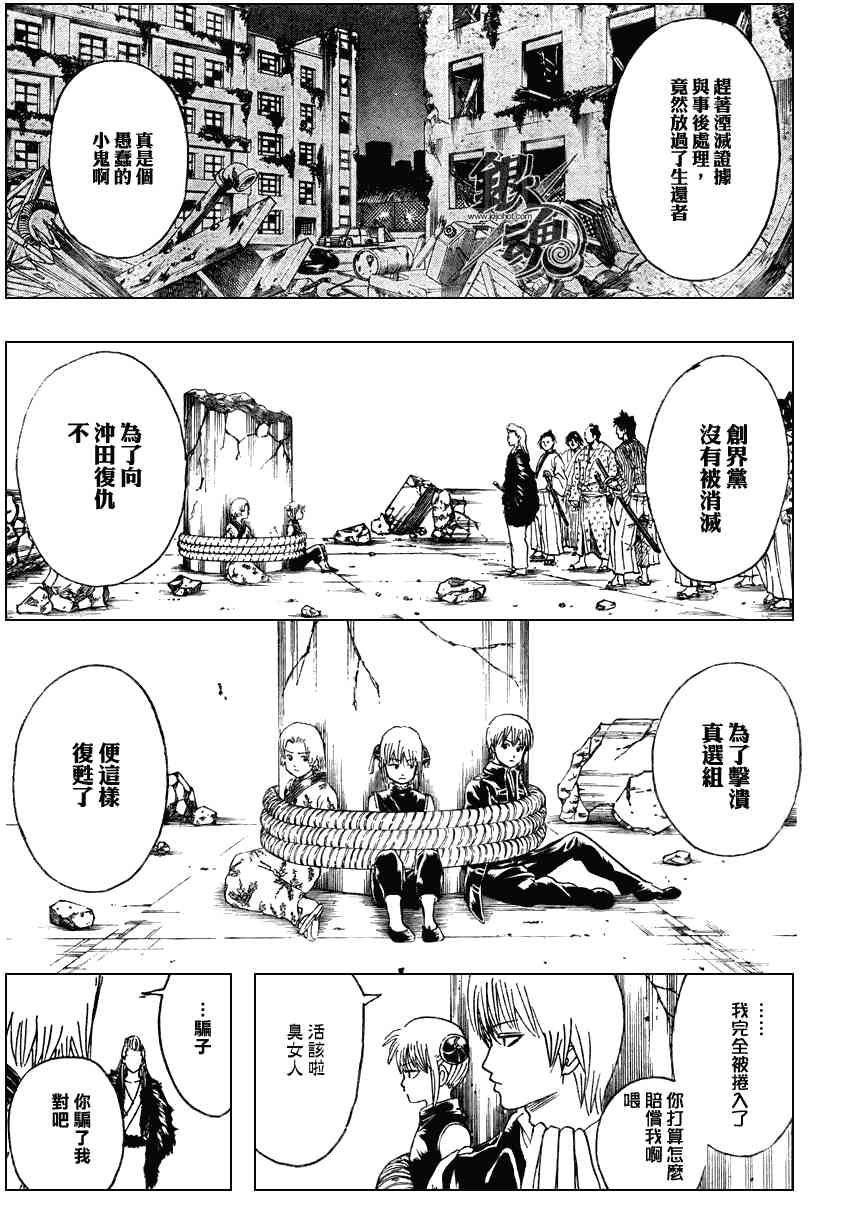 趕著湮滅證據
與事後處理，
竟然放過了生還者
銀魂
www.jojohot.com
真是個
愚蠢的
小鬼啊
創界黨
沒有被消滅
為了向
沖田復仇
不
為了擊潰
真選組
便這樣
復甦了
……
我完全被捲入了
你打算怎麼
賠償我啊
喂
活該啦
臭女人
…騙子
你騙了我
對吧